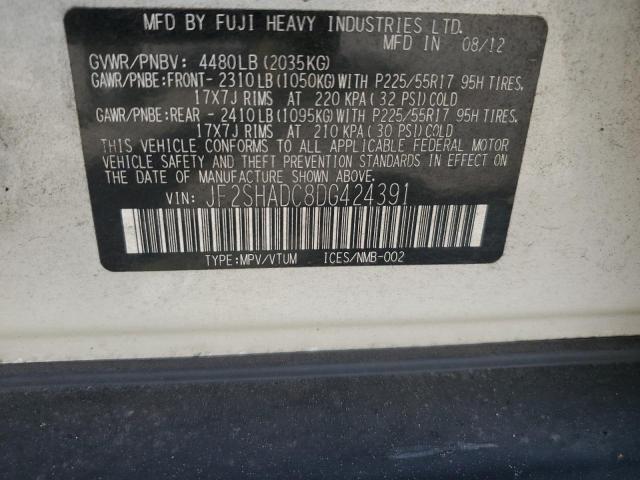 MFD BY FUJI HEAVY INDUSTRIES LTD.
MFD IN 08/12
GVWR/PNBV: 4480LB (2035KG)
GAWR/PNBE:FRONT- 2310LB (1050KG)WITH P225/55R17 95H TIRES,
17X7J RIMS AT 220 KPA ( 32 PSI)COLD
GAWR/PNBE:REAR - 2410LB (1095KG)WITH P225/55R17 95H TIRES,
17X7J RIMS AT 210 KPA ( 30 PSI)COLD
THIS VEHICLE CONFORMS TO ALL APPLICABLE FEDERAL MOTOR
VEHICLE SAFETY AND THEFT PREVENTION STANDARDS IN EFFECT
ON THE DATE OF MANUFACTURE SHOWN ABOVE.
VIN: JF2SHADC8DG424391
TYPE:MPV/VTUM ICES/NMB-002